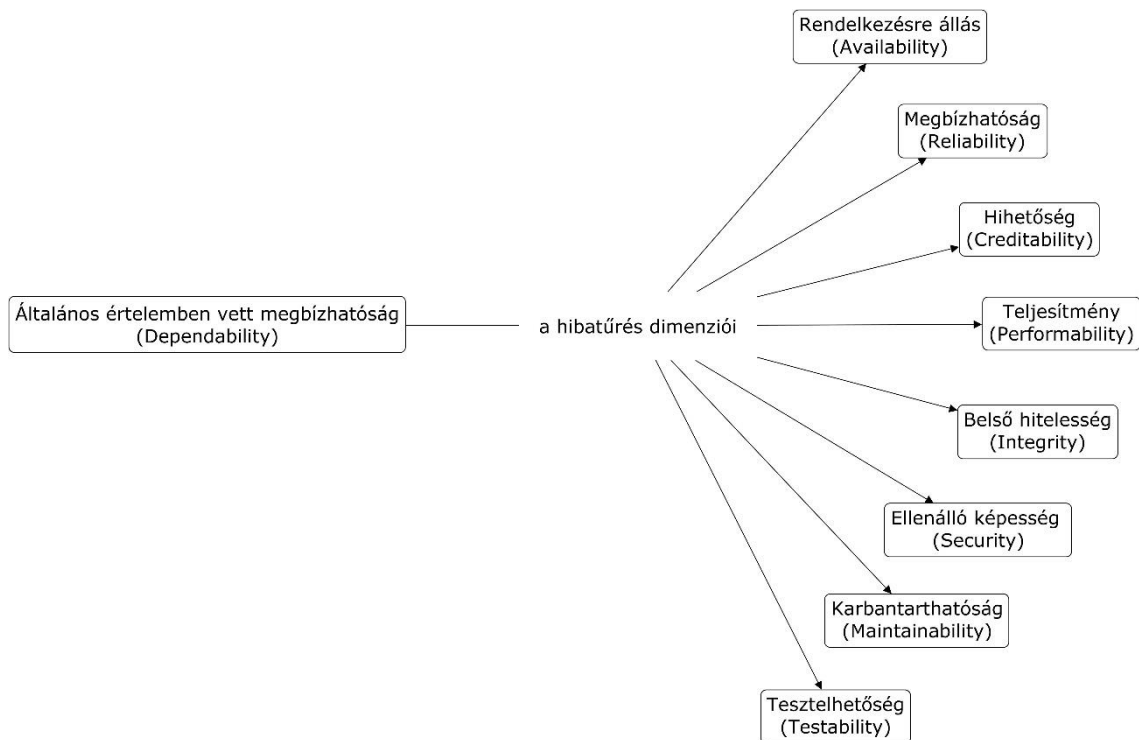 Rendelkezésre állás
(Availability)
Megbízhatóság
(Reliability)
Hihetőség
(Creditability)
Általános értelemben vett megbízhatóság
(Dependability)
a hibatűrés dimenziói
Teljesítmény
(Performability)
Belső hitelesség
(Integrity)
Ellenálló képesség
(Security)
Karbantarthatóság
(Maintainability)
Tesztelhetőség
(Testability)